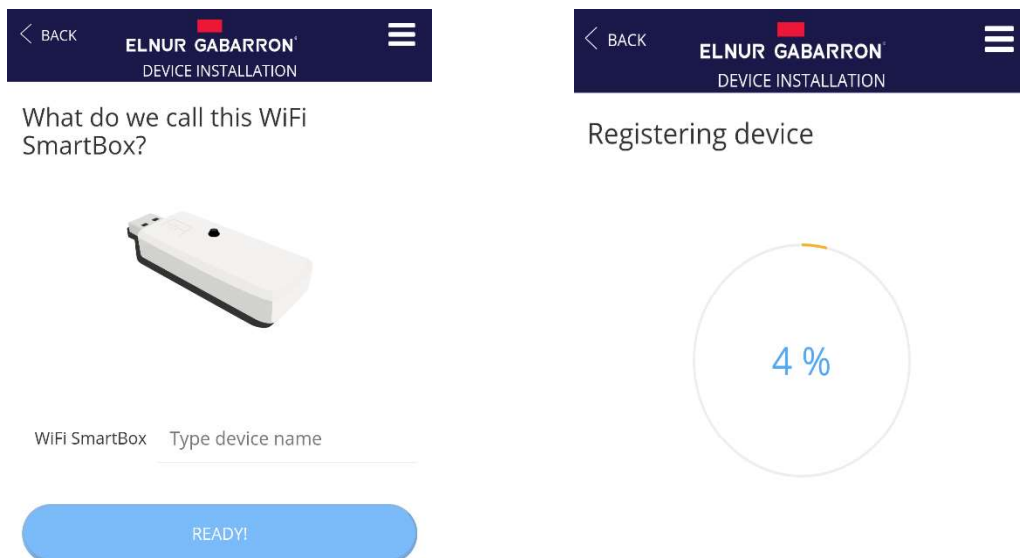 BACK
ELNUR GABARRON
DEVICE INSTALLATION
What do we call this WiFi
SmartBox?
WiFi SmartBox Type device name
READY!
BACK
ELNUR GABARRON
DEVICE INSTALLATION
Registering device
4 %